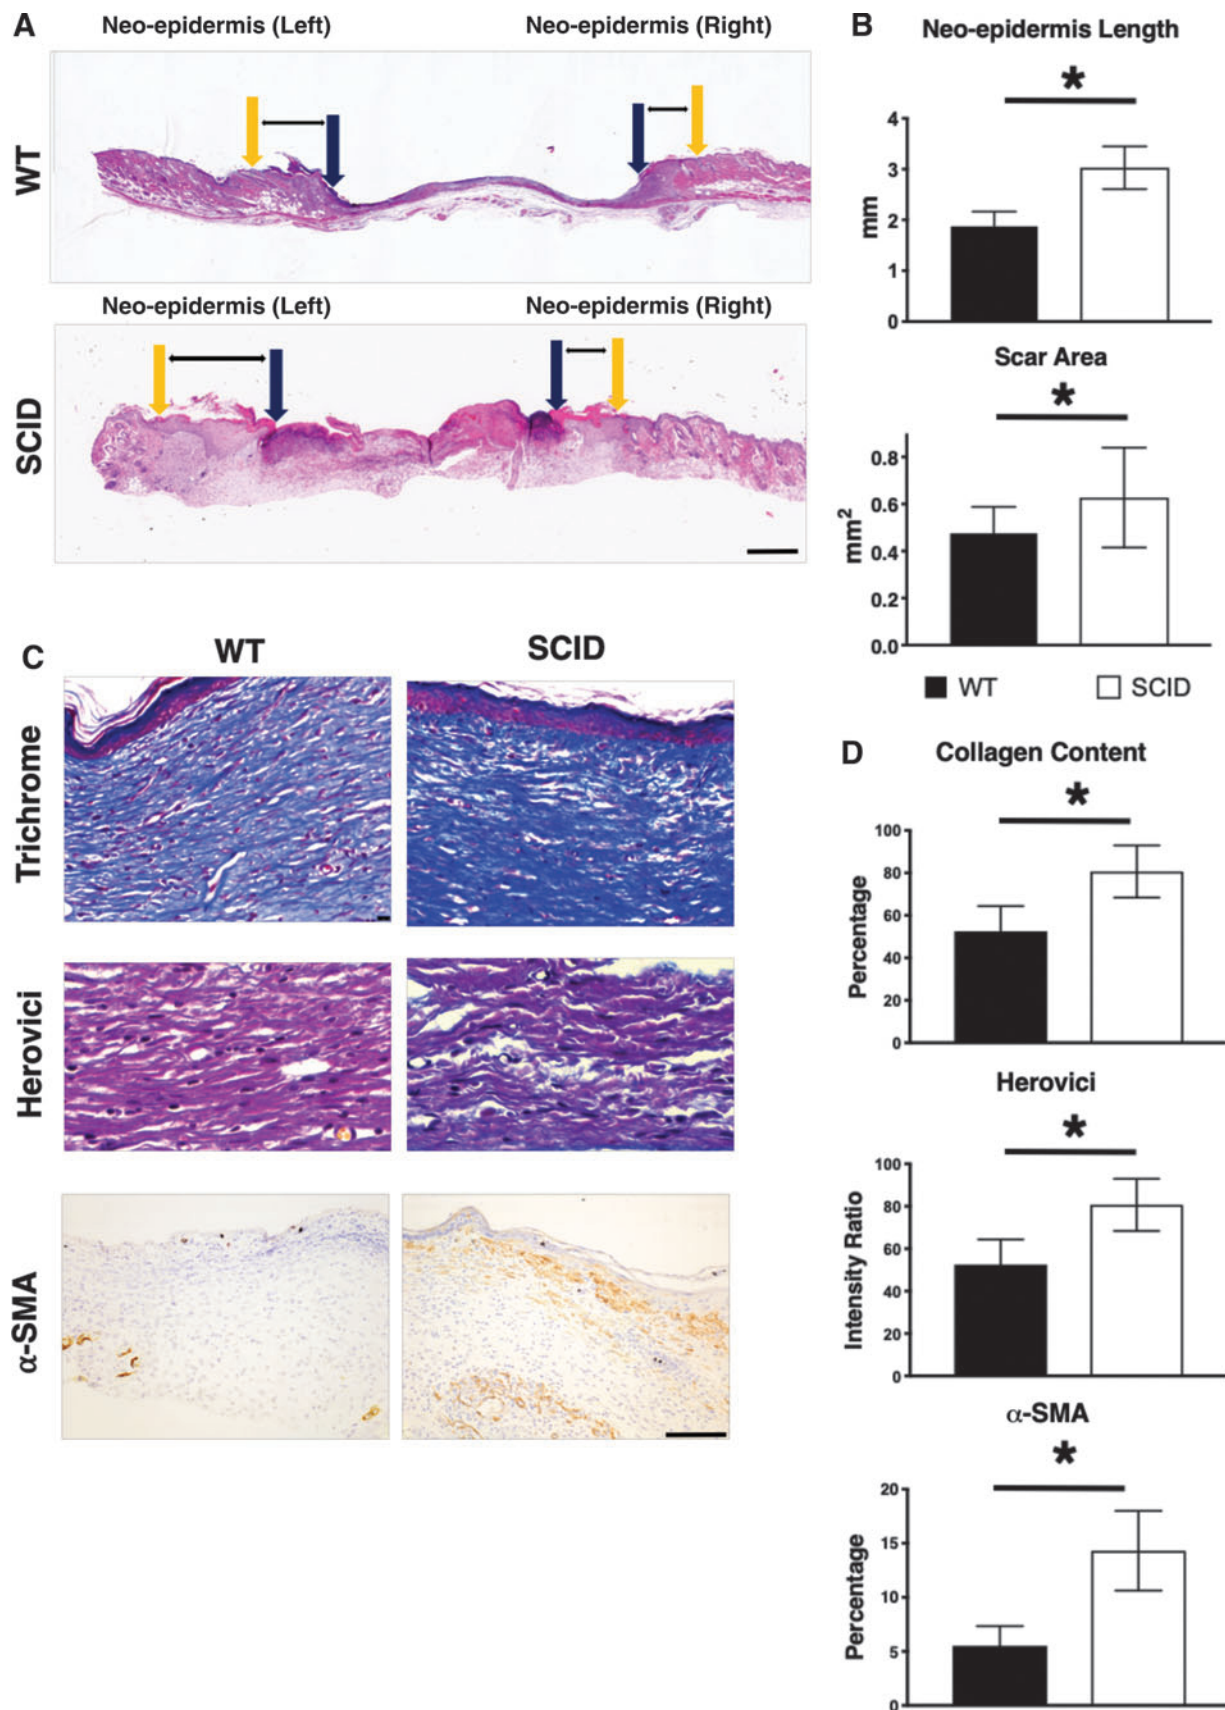 A
Neo-epidermis (Left)
Neo-epidermis (Right)
WT
Neo-epidermis (Left)
Neo-epidermis (Right)
SCID
B
Neo-epidermis Length
*
4
3
2
1
0
mm
Scar Area
*
0.8
0.6
0.4
0.2
0.0
mm²
WT
SCID
C
WT
SCID
Trichrome
Herovici
α-SMA
D
Collagen Content
*
100
80
60
40
20
0
Percentage
Herovici
*
100
80
60
40
20
0
Intensity Ratio
α-SMA
*
20
15
10
5
0
Percentage